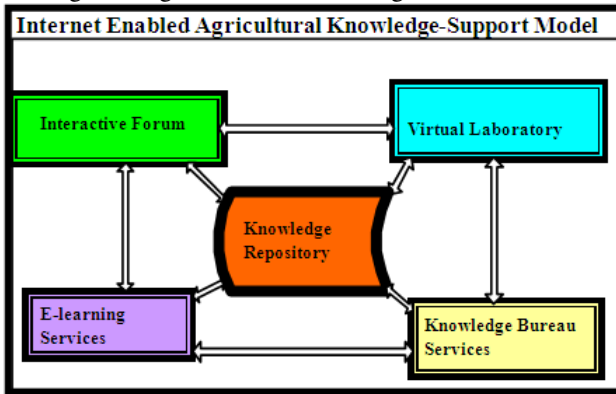 Internet Enabled Agricultural Knowledge-Support Model
Interactive Forum
Virtual Laboratory
Knowledge
Repository
E-learning
Services
Knowledge Bureau
Services